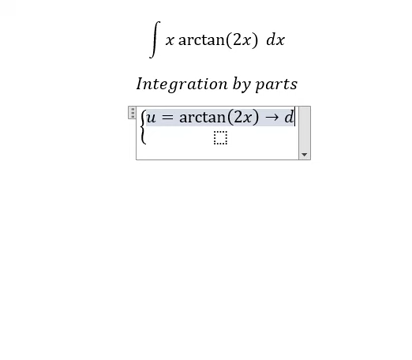 ∫ x arctan(2x) dx
Integration by parts
{u = arctan(2x) → d